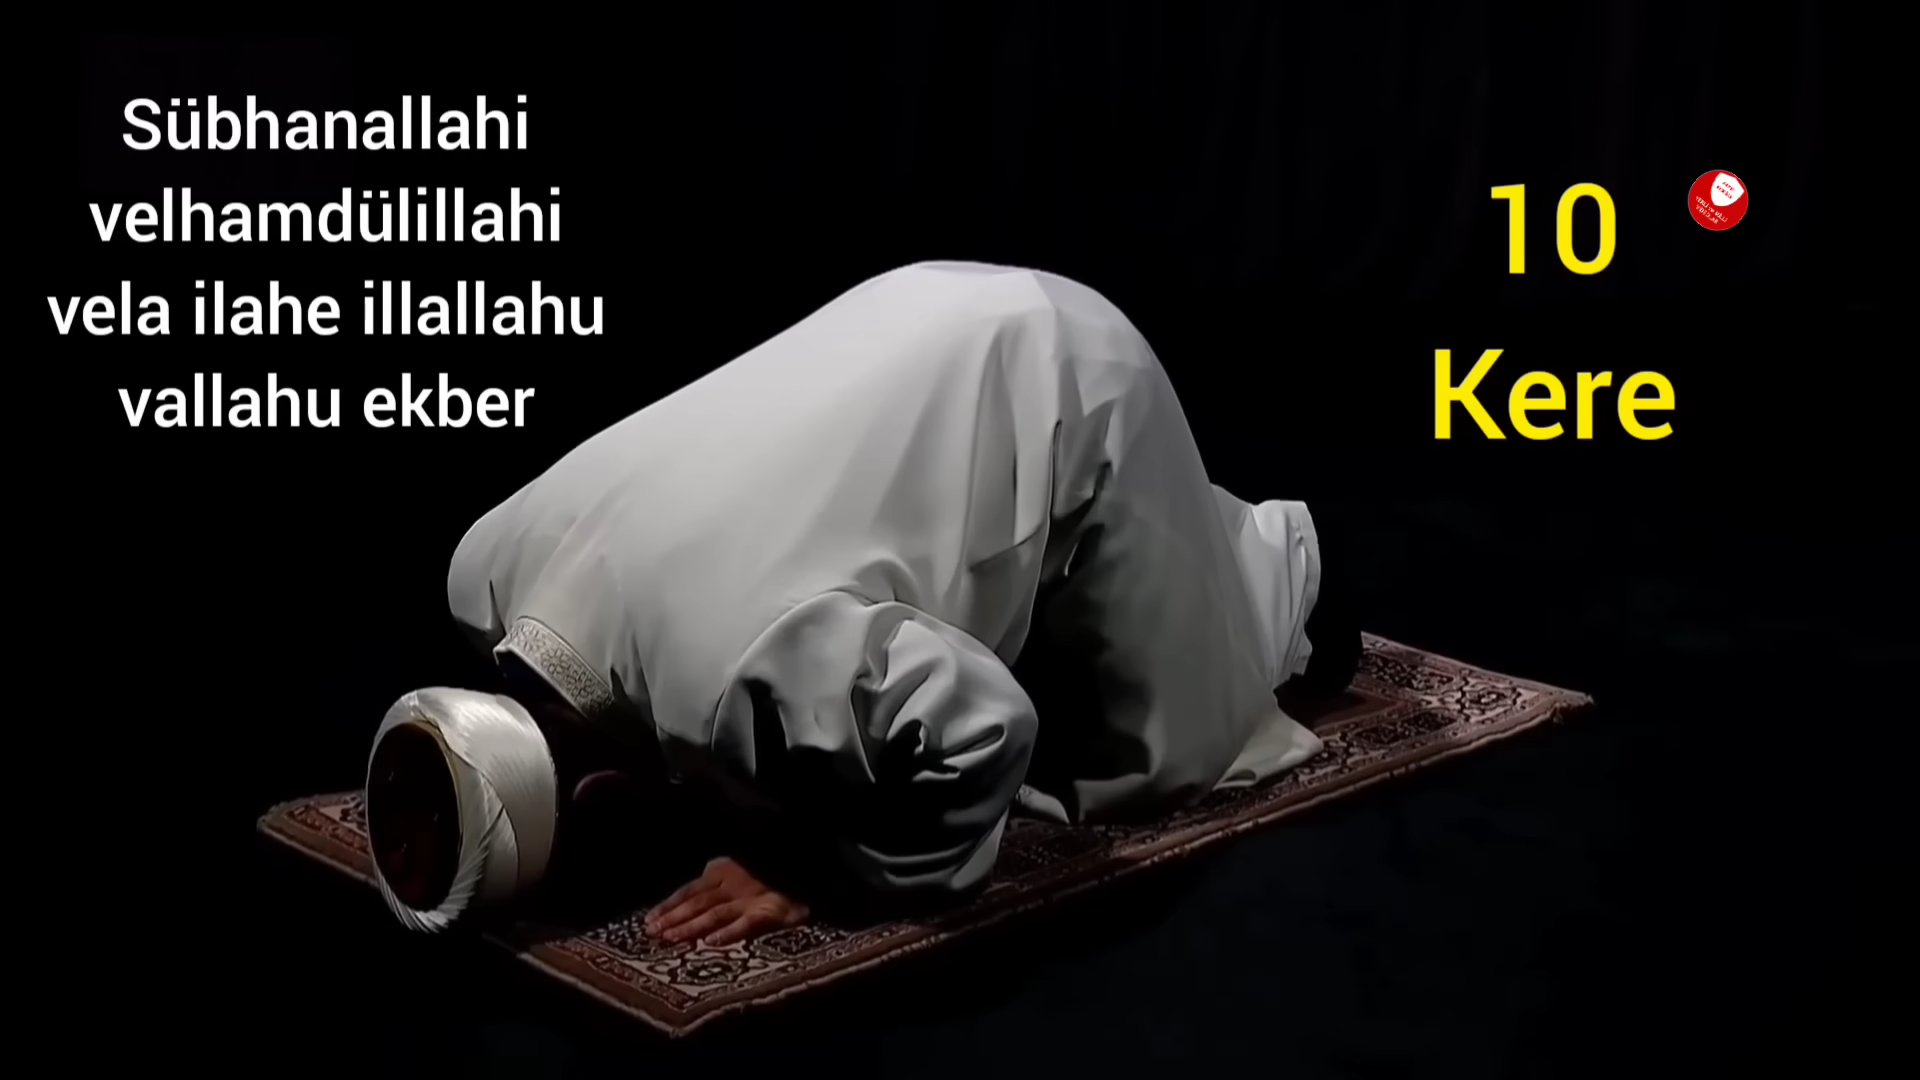 Sübhanallahi
velhamdülillahi
vela ilahe illallahu
vallahu ekber
10
Kere